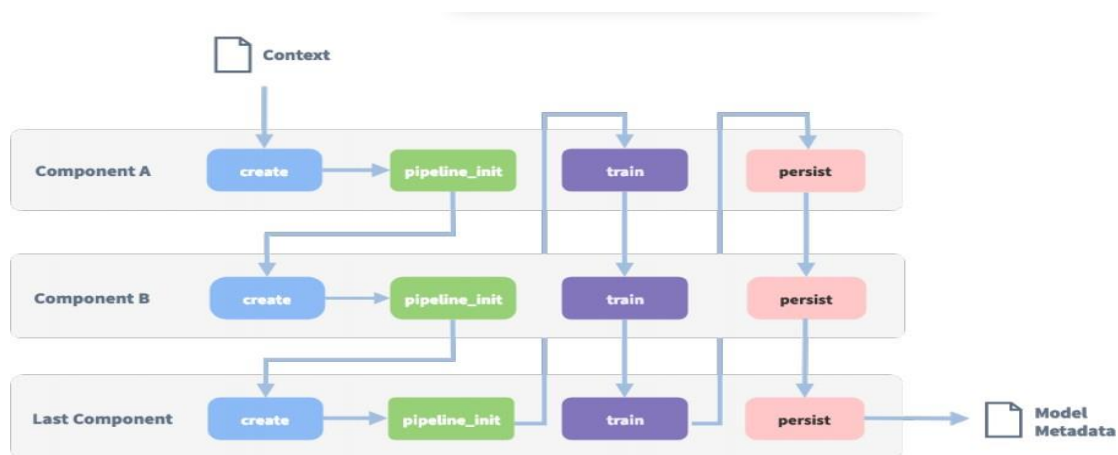 Context
Component A
create
pipeline_init
train
persist
Component B
create
pipeline_init
train
persist
Last Component
create
pipeline_init
train
persist
Model
Metadata